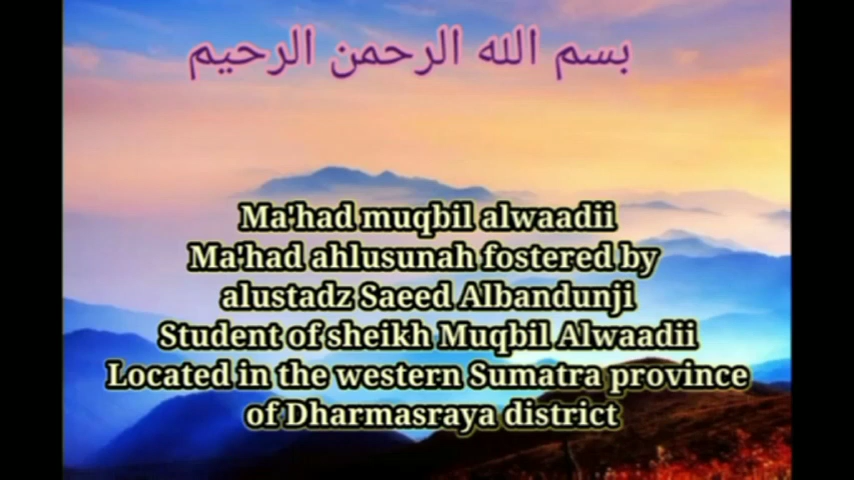 بسم الله الرحمن الرحيم
Ma'had muqbil alwaadii
Ma'had ahlusunah fostered by
alustadz Saeed Albandunji
Student of sheikh Muqbil Alwaadii
Located in the western Sumatra province
of Dharmasraya district